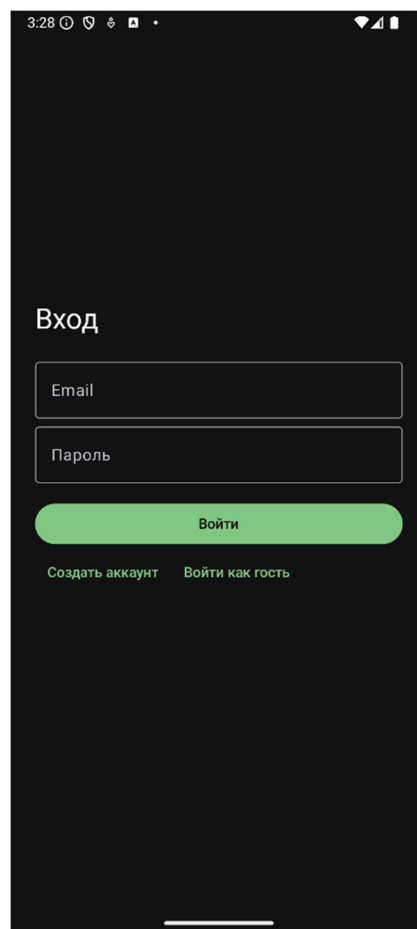 3:28
Вход
Email
Пароль
Войти
Создать аккаунт Войти как гость